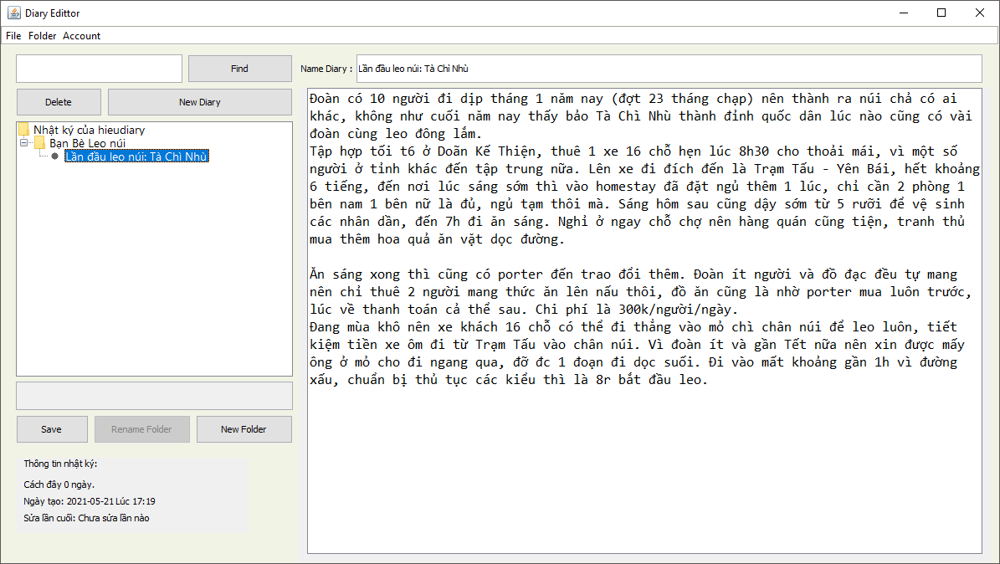 Diary Edittor
File Folder Account
Find
Name Diary : Lần đầu leo núi: Tà Chì Nhù
Delete
New Diary
Nhật ký của hieudiary
Bạn Bè Leo núi
Lần đầu leo núi: Tà Chì Nhù
Save
Rename Folder
New Folder
Thông tin nhật ký:
Cách đây 0 ngày.
Ngày tạo: 2021-05-21 Lúc 17:19
Sửa lần cuối: Chưa sửa lần nào
Đoàn có 10 người đi dịp tháng 1 năm nay (đợt 23 tháng chạp) nên thành ra núi chả có ai
khác, không như cuối năm nay thấy bảo Tà Chì Nhù thành đỉnh quốc dân lúc nào cũng có vài
đoàn cùng leo đông lắm.
Tập hợp tối t6 ở Doãn Kế Thiện, thuê 1 xe 16 chỗ hẹn lúc 8h30 cho thoải mái, vì một số
người ở tỉnh khác đến tập trung nữa. Lên xe đi đích đến là Trạm Tấu - Yên Bái, hết khoảng
6 tiếng, đến nơi lúc sáng sớm thì vào homestay đã đặt ngủ thêm 1 lúc, chỉ cần 2 phòng 1
bên nam 1 bên nữ là đủ, ngủ tạm thôi mà. Sáng hôm sau cũng dậy sớm từ 5 rưỡi để vệ sinh
các nhân dần, đến 7h đi ăn sáng. Nghỉ ở ngay chỗ chợ nên hàng quán cũng tiện, tranh thủ
mua thêm hoa quả ăn vặt dọc đường.
Ăn sáng xong thì cũng có porter đến trao đổi thêm. Đoàn ít người và đồ đạc đều tự mang
nên chỉ thuê 2 người mang thức ăn lên nấu thôi, đồ ăn cũng là nhờ porter mua luôn trước,
lúc về thanh toán cả thể sau. Chi phí là 300k/người/ngày.
Đang mùa khô nên xe khách 16 chỗ có thể đi thẳng vào mỏ chì chân núi để leo luôn, tiết
kiệm tiền xe ôm đi từ Trạm Tấu vào chân núi. Vì đoàn ít và gần Tết nữa nên xin được mấy
ông ở mỏ cho đi ngang qua, đỡ đc 1 đoạn đi dọc suối. Đi vào mất khoảng gần 1h vì đường
xấu, chuẩn bị thủ tục các kiểu thì là 8r bắt đầu leo.